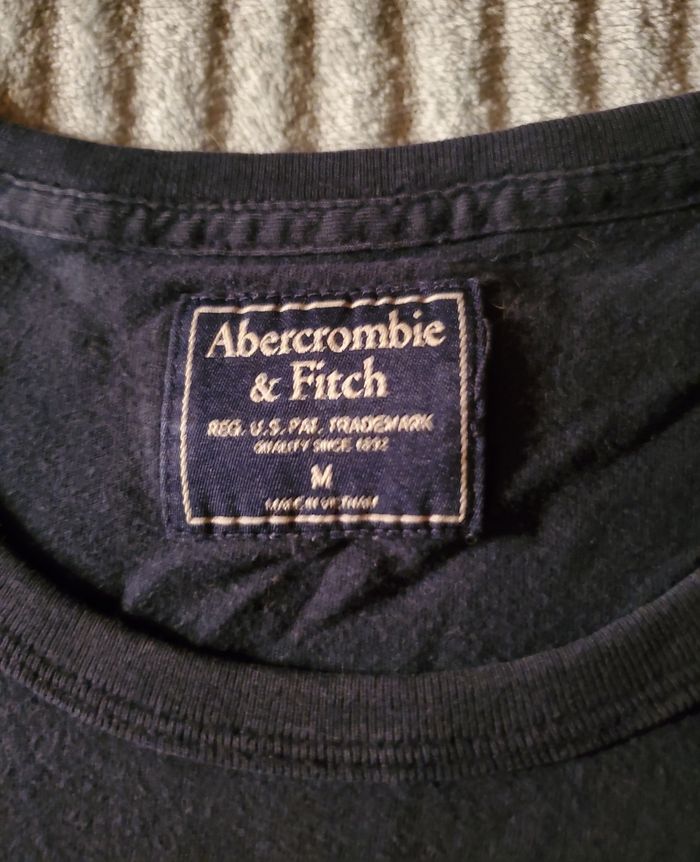 Abercrombie
& Fitch
REG. U.S. PAT. TRADEMARK
QUALITY SINCE 1892
M
MADE IN VIETNAM